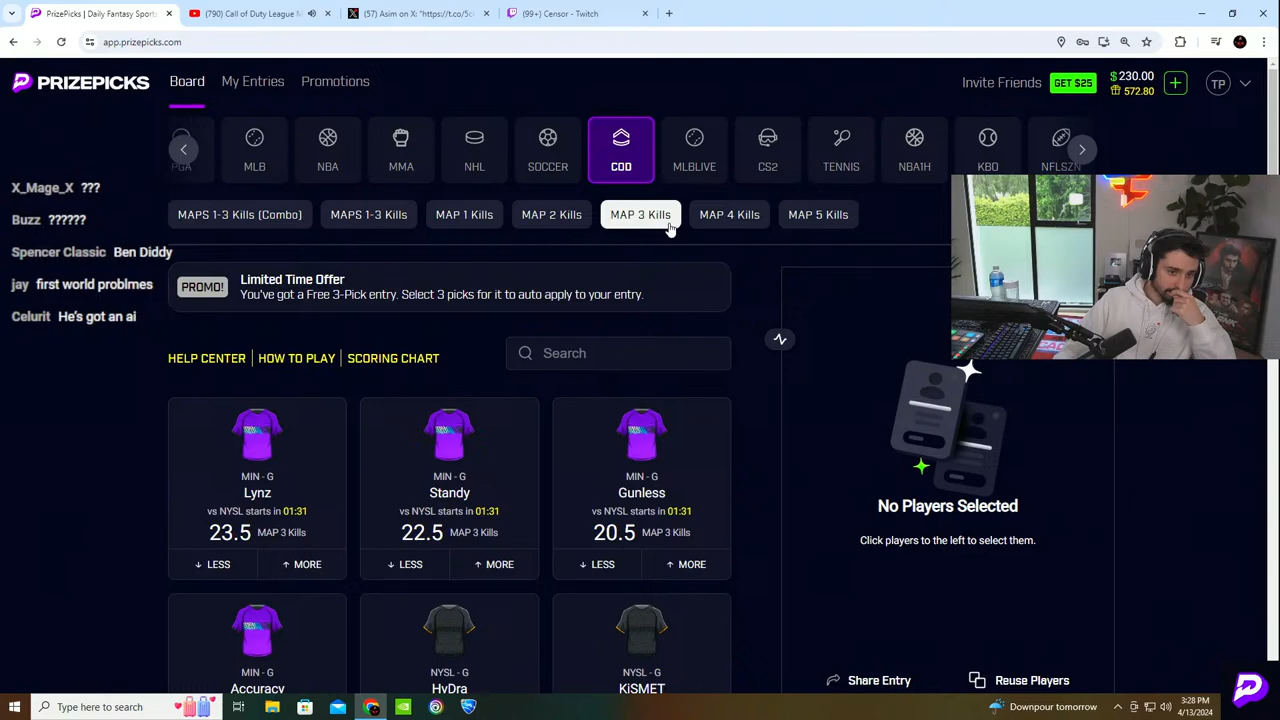 PrizePicks | Daily Fantasy Sports
(790) Call of Duty League M
(57) Asim on X: "https://t.co/5c
(99+) Censor - Twitch
app.prizepicks.com
PRIZEPICKS
Board
My Entries
Promotions
Invite Friends
GET $25
$230.00
572.80
TP
PGA
MLB
NBA
MMA
NHL
SOCCER
COD
MLBLIVE
CS2
TENNIS
NBA1H
KBO
NFLSZN
X_Mage_X ???
Buzz ??????
Spencer Classic Ben Diddy
jay first world problmes
Celurit He's got an ai
MAPS 1-3 Kills (Combo)
MAPS 1-3 Kills
MAP 1 Kills
MAP 2 Kills
MAP 3 Kills
MAP 4 Kills
MAP 5 Kills
PROMO!
Limited Time Offer
You've got a Free 3-Pick entry. Select 3 picks for it to auto apply to your entry.
HELP CENTER | HOW TO PLAY | SCORING CHART
Search
MIN - G
Lynz
vs NYSL starts in 01:31
23.5 MAP 3 Kills
↓ LESS
↑ MORE
MIN - G
Standy
vs NYSL starts in 01:31
22.5 MAP 3 Kills
↓ LESS
↑ MORE
MIN - G
Gunless
vs NYSL starts in 01:31
20.5 MAP 3 Kills
↓ LESS
↑ MORE
MIN - G
Accuracy
NYSL - G
HyDra
NYSL - G
KiSMET
No Players Selected
Click players to the left to select them.
Share Entry
Reuse Players
Type here to search
Downpour tomorrow
3:28 PM
4/13/2024